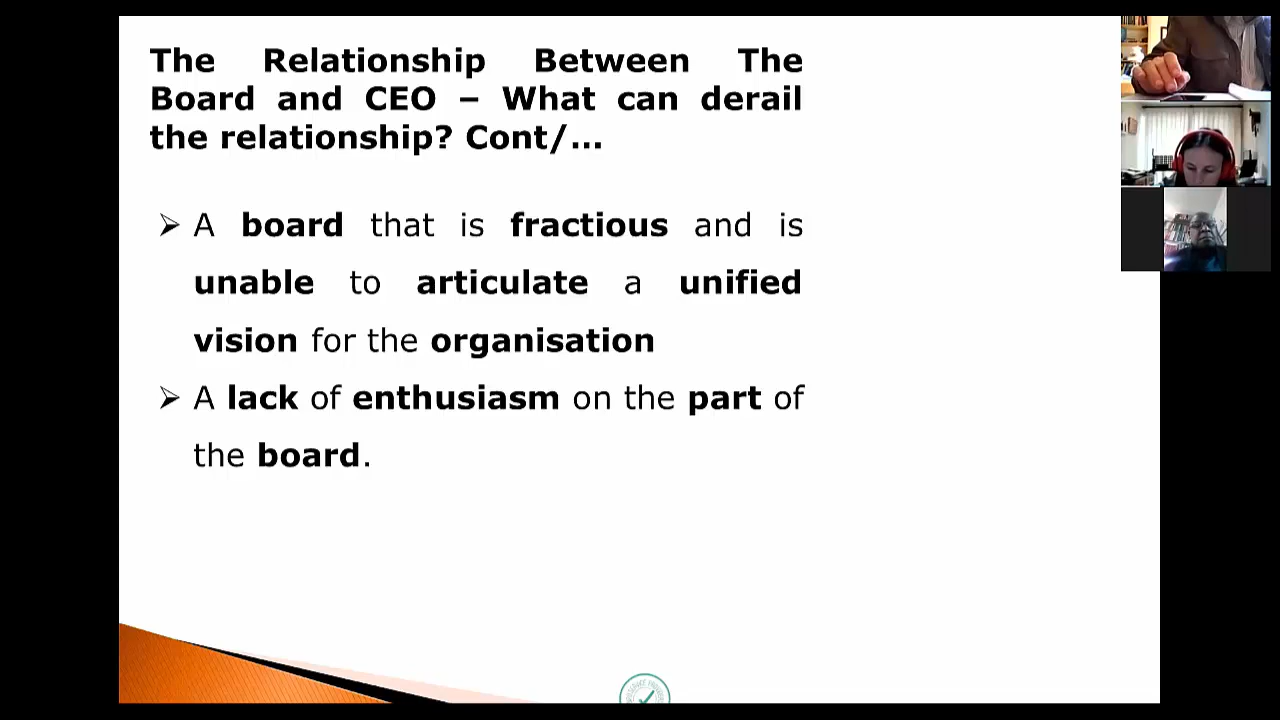 The Relationship Between The
Board and CEO – What can derail
the relationship? Cont/...
➢ A board that is fractious and is
unable to articulate a unified
vision for the organisation
➢ A lack of enthusiasm on the part of
the board.